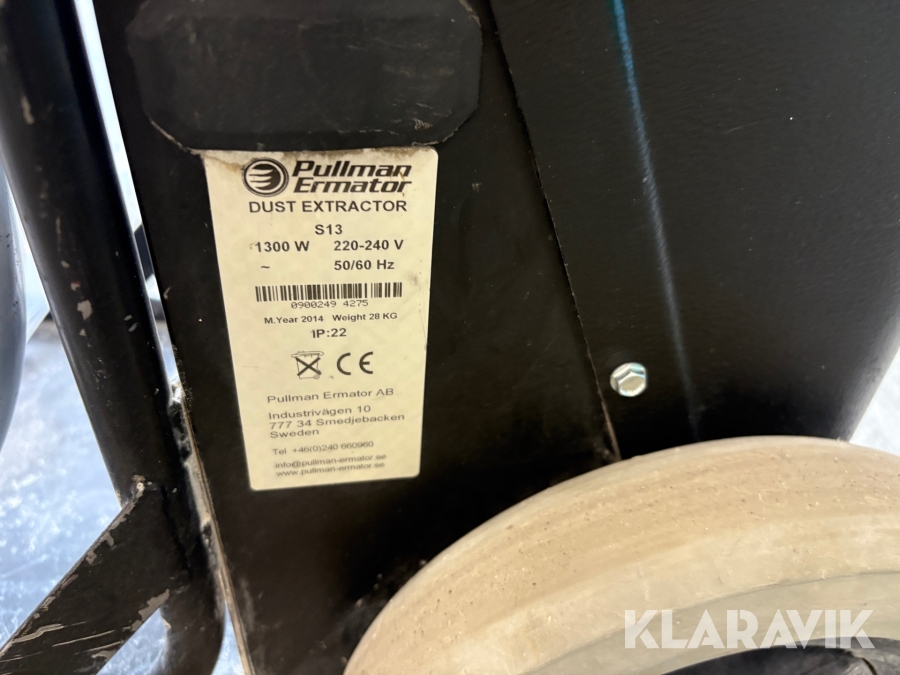 Pullman
Ermator
DUST EXTRACTOR
S13
1300 W 220-240 V
~ 50/60 Hz
0900249 4275
M.Year 2014 Weight 28 KG
IP:22
CE
Pullman Ermator AB
Industrivägen 10
777 34 Smedjebacken
Sweden
Tel +46(0)240 660960
info@pullman-ermator.se
www.pullman-ermator.se
KLARAVIK